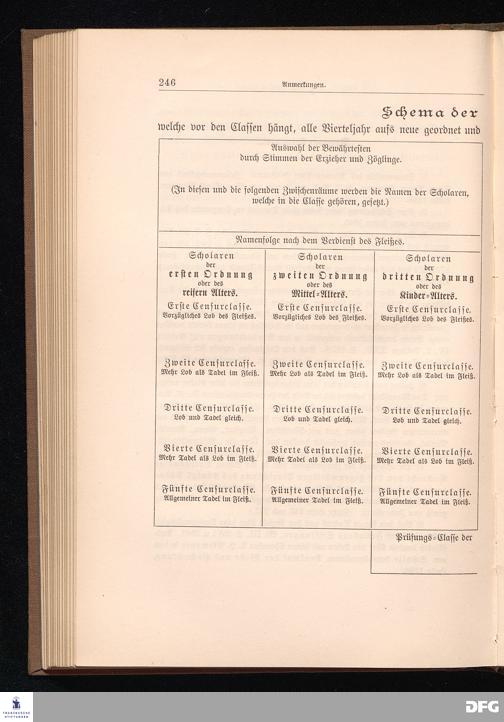 246
Anmerkungen.
Schema der
welche vor den Classen hängt, alle Vierteljahr aufs neue geordnet und
Auswahl der Bewährtesten
durch Stimmen der Erzieher und Zöglinge.
(In diesen und die folgenden Zwischenräume werden die Namen der Scholaren,
welche in die Classe gehören, gesetzt.)
Namenfolge nach dem Verdienst des Fleißes.
Scholaren
der
ersten Ordnung
oder des
reifern Alters.
Erste Censurclasse.
Vorzügliches Lob des Fleißes.
Zweite Censurclasse.
Mehr Lob als Tadel im Fleiß.
Dritte Censurclasse.
Lob und Tadel gleich.
Vierte Censurclasse.
Mehr Tadel als Lob im Fleiß.
Fünfte Censurclasse.
Allgemeiner Tadel im Fleiß.
Scholaren
der
zweiten Ordnung
oder des
Mittel-Alters.
Erste Censurclasse.
Vorzügliches Lob des Fleißes.
Zweite Censurclasse.
Mehr Lob als Tadel im Fleiß.
Dritte Censurclasse.
Lob und Tadel gleich.
Vierte Censurclasse.
Mehr Tadel als Lob im Fleiß.
Fünfte Censurclasse.
Allgemeiner Tadel im Fleiß.
Scholaren
der
dritten Ordnung
oder des
Kinder-Alters.
Erste Censurclasse.
Vorzügliches Lob des Fleißes.
Zweite Censurclasse.
Mehr Lob als Tadel im Fleiß.
Dritte Censurclasse.
Lob und Tadel gleich.
Vierte Censurclasse.
Mehr Tadel als Lob im Fleiß.
Fünfte Censurclasse.
Allgemeiner Tadel im Fleiß.
Prüfungs-Classe der
FRANCKESCHE
STIFTUNGEN
DFG